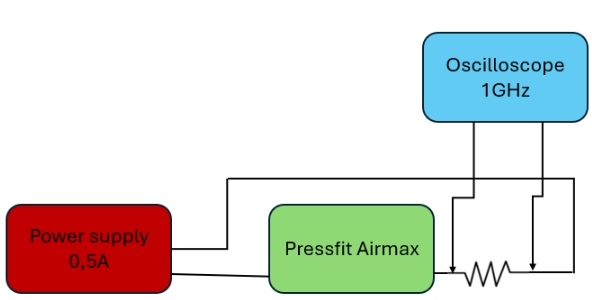 Oscilloscope
1GHz
Power supply
0,5A
Pressfit Airmax